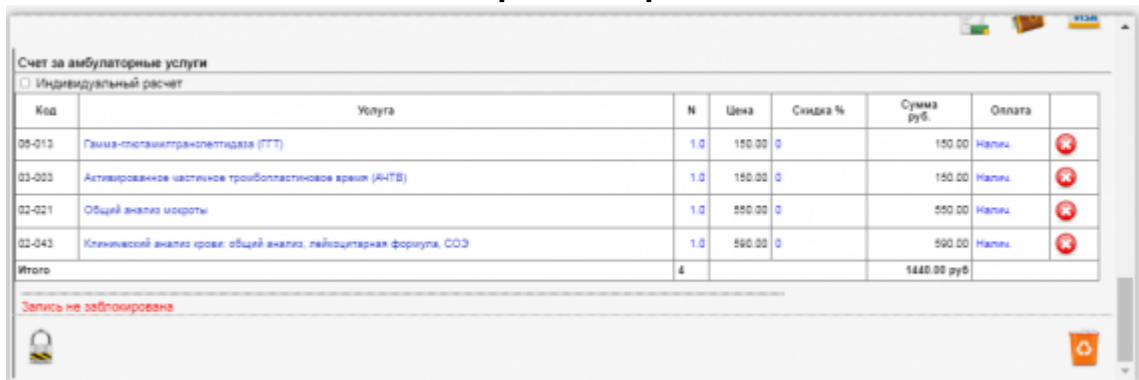 VISA
Счет за амбулаторные услуги
Индивидуальный расчет
Код Услуга N Цена Скидка % Сумма руб. Оплата
05-013 Гамма-глютамилтранспептидаза (ГГТ) 1.0 150.00 0 150.00 Налич.
03-003 Активированное частичное тромбопластиновое время (АЧТВ) 1.0 150.00 0 150.00 Налич.
02-021 Общий анализ мокроты 1.0 550.00 0 550.00 Налич.
02-043 Клинический анализ крови: общий анализ, лейкоцитарная формула, СОЭ 1.0 590.00 0 590.00 Налич.
Итого 4 1440.00 руб
Запись не заблокирована